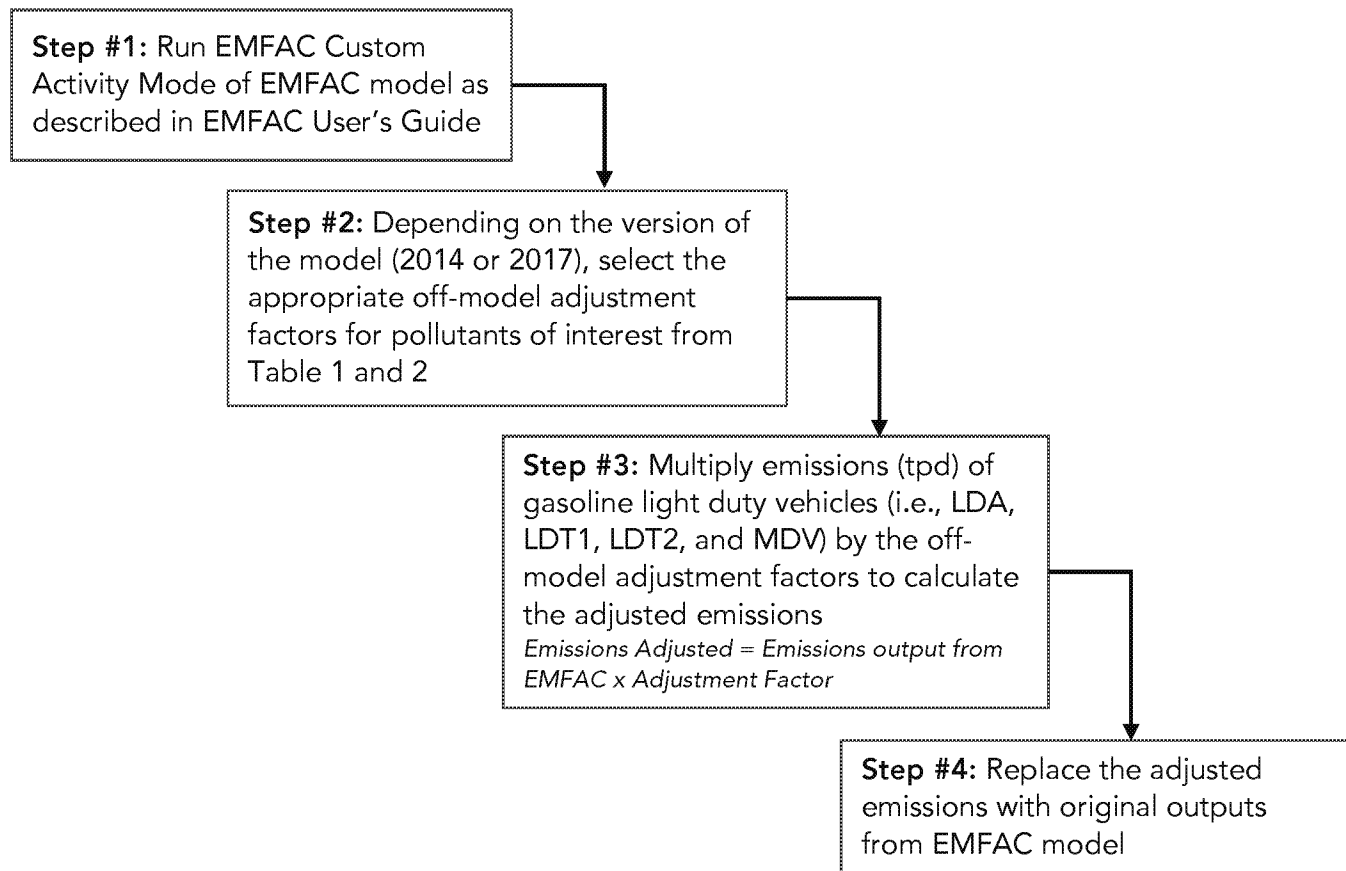 Step #1: Run EMFAC Custom
Activity Mode of EMFAC model as
described in EMFAC User's Guide
Step #2: Depending on the version of
the model (2014 or 2017), select the
appropriate off-model adjustment
factors for pollutants of interest from
Table 1 and 2
Step #3: Multiply emissions (tpd) of
gasoline light duty vehicles (i.e., LDA,
LDT1, LDT2, and MDV) by the off-
model adjustment factors to calculate
the adjusted emissions
Emissions Adjusted = Emissions output from
EMFAC x Adjustment Factor
Step #4: Replace the adjusted
emissions with original outputs
from EMFAC model